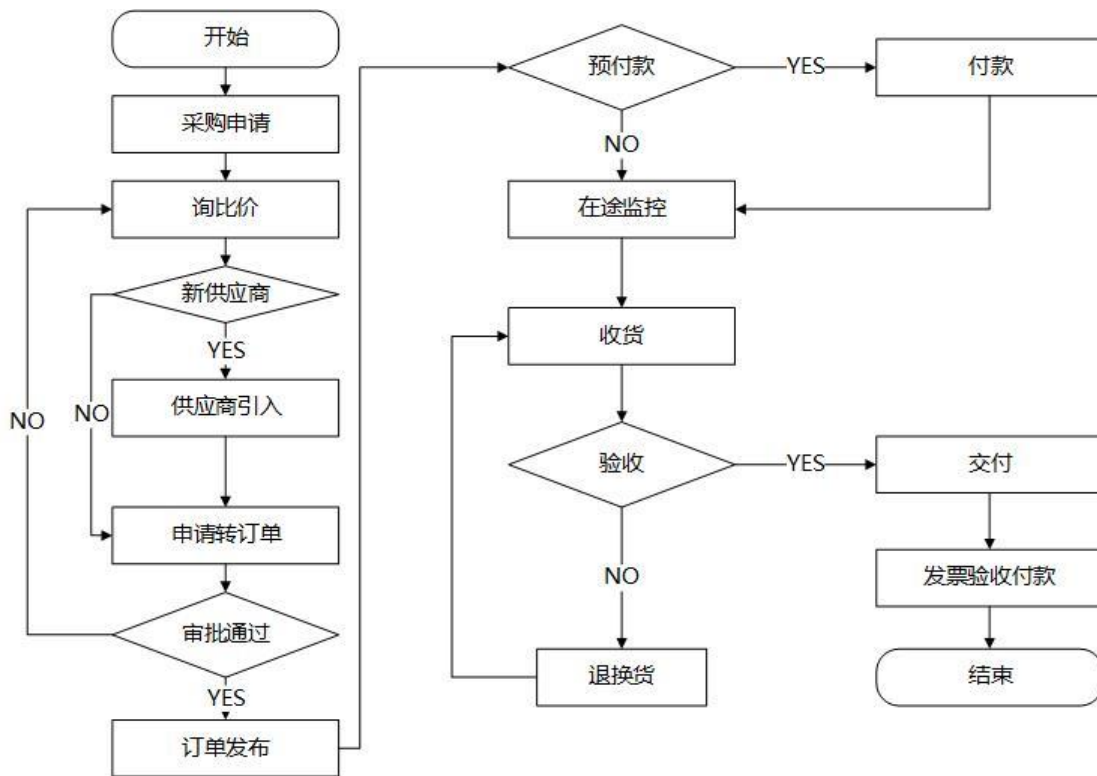 开始
采购申请
询比价
新供应商
YES
供应商引入
NO
NO
申请转订单
审批通过
YES
订单发布
预付款
YES
付款
NO
在途监控
收货
验收
YES
交付
NO
发票验收付款
退换货
结束